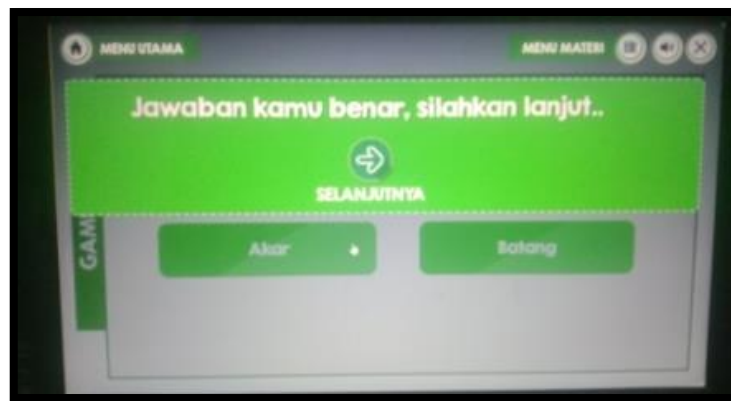 MENU UTAMA
MENU MATERI
Jawaban kamu benar, silahkan lanjut..
SELANJUTNYA
GAM
Akar
Batang